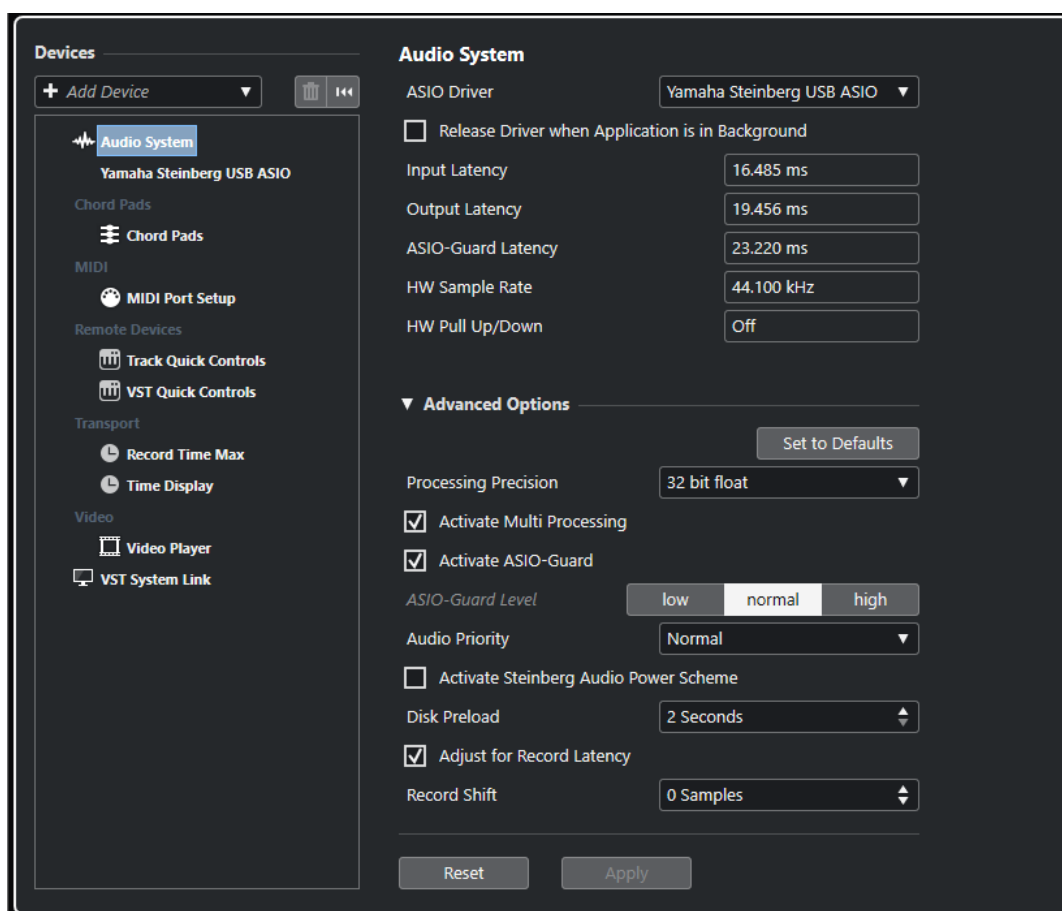 Devices
Add Device
Audio System
Yamaha Steinberg USB ASIO
Chord Pads
Chord Pads
MIDI
MIDI Port Setup
Remote Devices
Track Quick Controls
VST Quick Controls
Transport
Record Time Max
Time Display
Video
Video Player
VST System Link
Audio System
ASIO Driver Yamaha Steinberg USB ASIO
Release Driver when Application is in Background
Input Latency 16.485 ms
Output Latency 19.456 ms
ASIO-Guard Latency 23.220 ms
HW Sample Rate 44.100 kHz
HW Pull Up/Down Off
Advanced Options
Set to Defaults
Processing Precision 32 bit float
Activate Multi Processing
Activate ASIO-Guard
ASIO-Guard Level low normal high
Audio Priority Normal
Activate Steinberg Audio Power Scheme
Disk Preload 2 Seconds
Adjust for Record Latency
Record Shift 0 Samples
Reset Apply